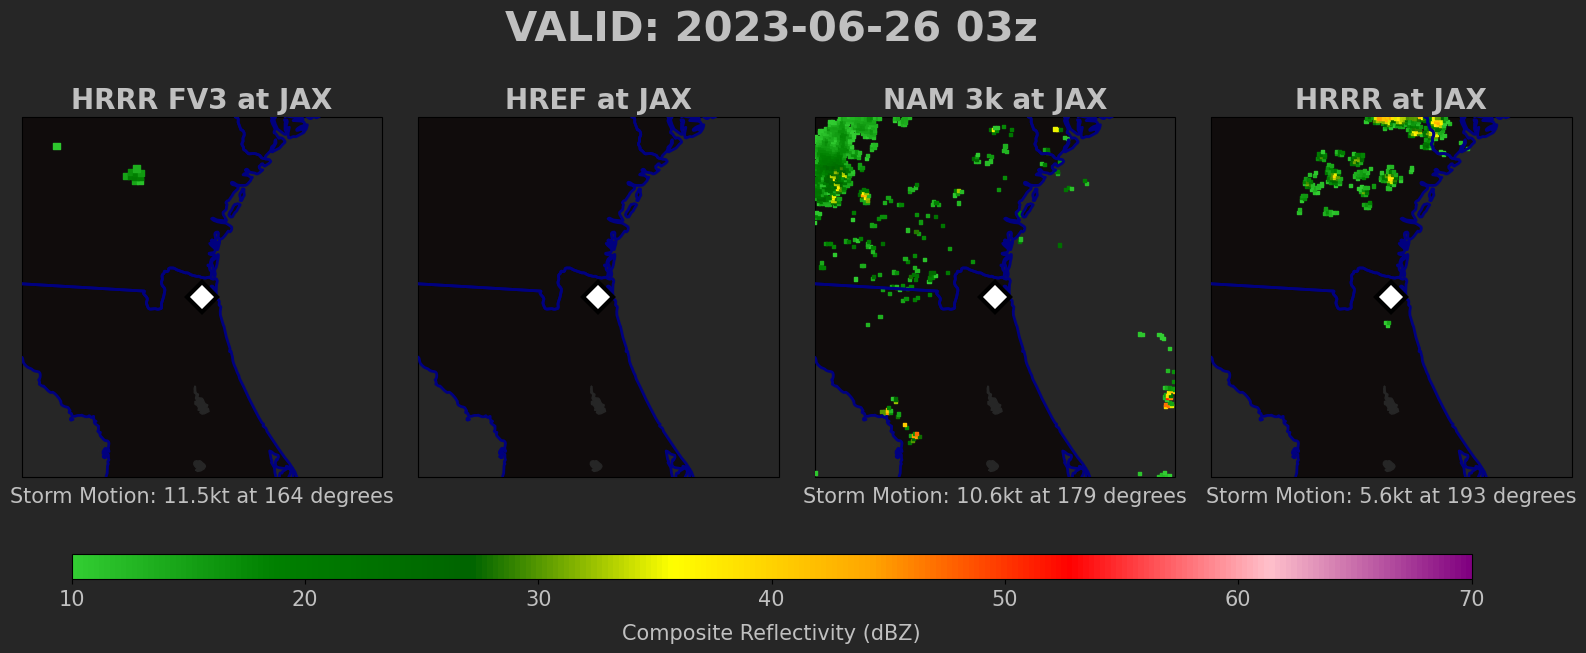 VALID: 2023-06-26 03z
HRRR FV3 at JAX
HREF at JAX
NAM 3k at JAX
HRRR at JAX
Storm Motion: 11.5kt at 164 degrees
Storm Motion: 10.6kt at 179 degrees
Storm Motion: 5.6kt at 193 degrees
10 20 30 40 50 60 70
Composite Reflectivity (dBZ)